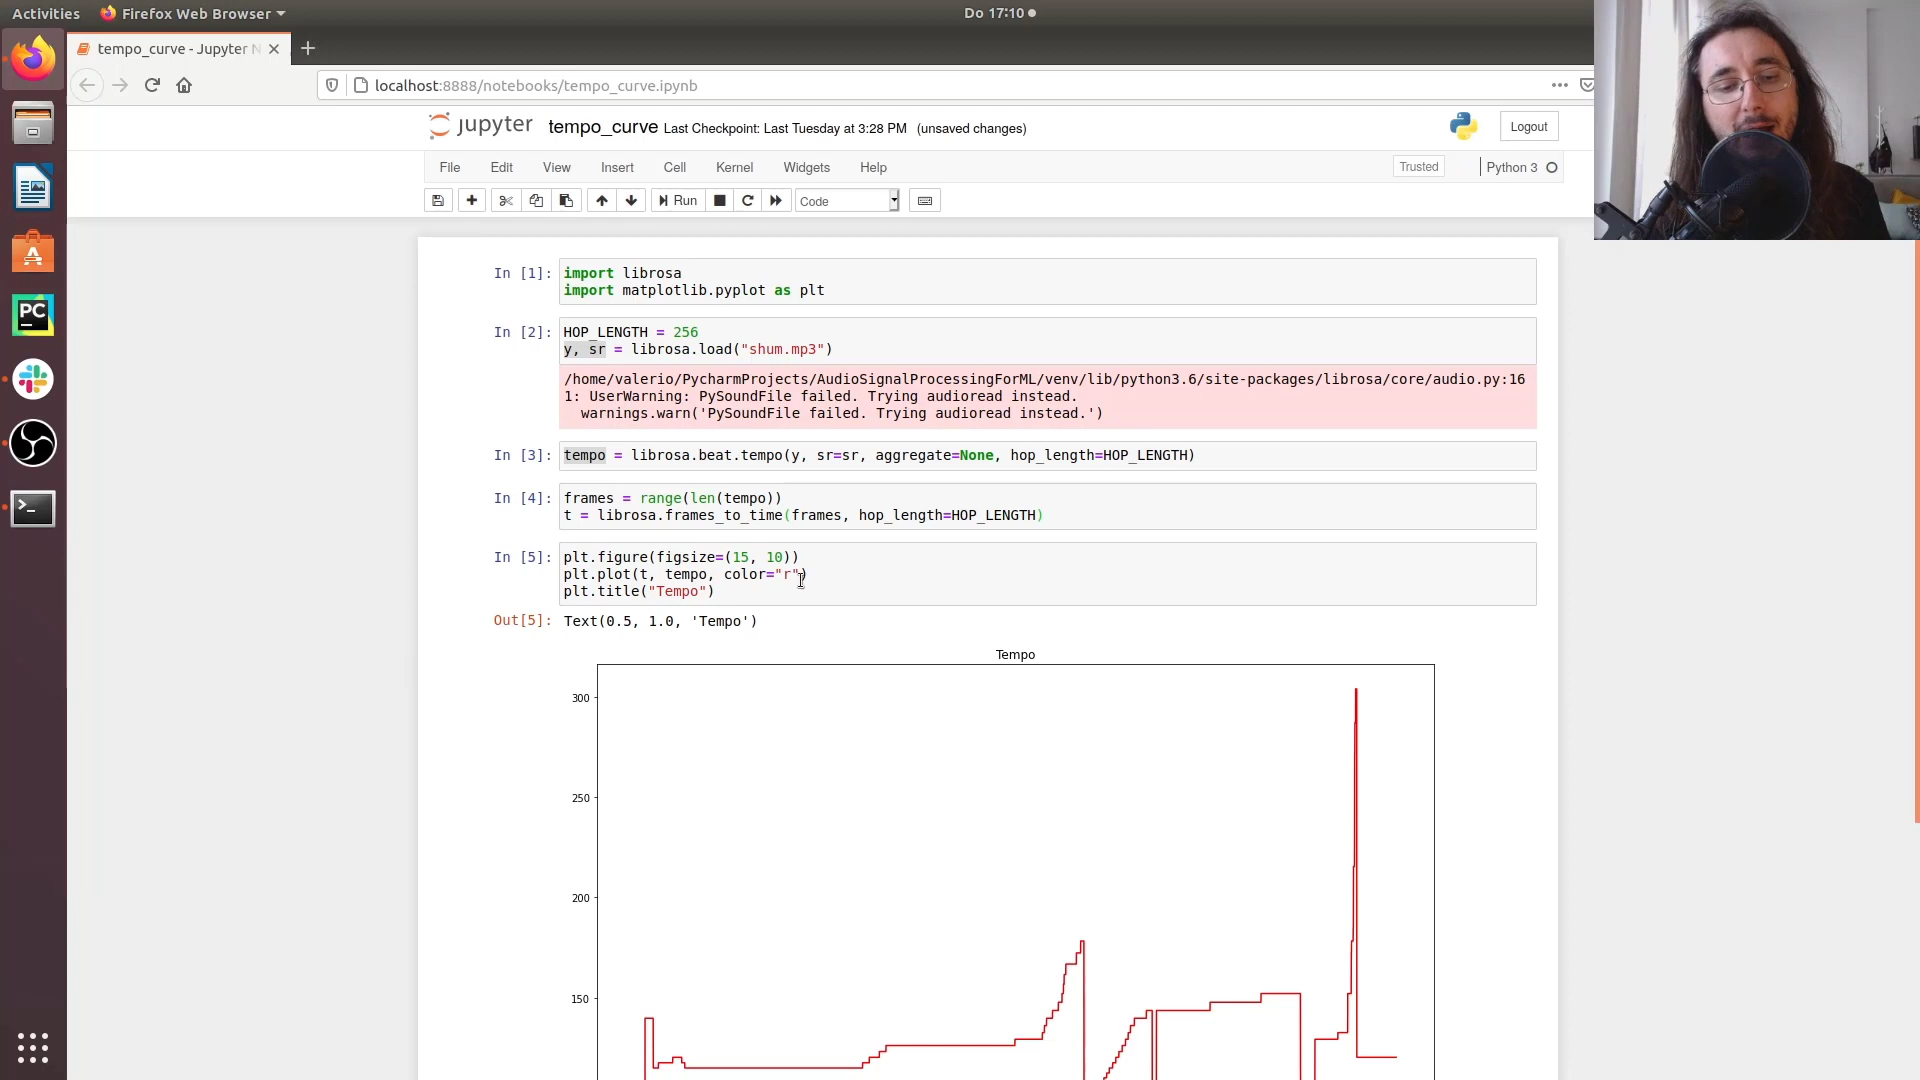 Activities
Firefox Web Browser
Do 17:10
tempo_curve - Jupyter N
localhost:8888/notebooks/tempo_curve.ipynb
jupyter
tempo_curve Last Checkpoint: Last Tuesday at 3:28 PM (unsaved changes)
Logout
File Edit View Insert Cell Kernel Widgets Help
Trusted
Python 3
Run
Code
PC
In [1]: import librosa
import matplotlib.pyplot as plt
In [2]: HOP_LENGTH = 256
y, sr = librosa.load("shum.mp3")
/home/valerio/PycharmProjects/AudioSignalProcessingForML/venv/lib/python3.6/site-packages/librosa/core/audio.py:16
1: UserWarning: PySoundFile failed. Trying audioread instead.
warnings.warn('PySoundFile failed. Trying audioread instead.')
In [3]: tempo = librosa.beat.tempo(y, sr=sr, aggregate=None, hop_length=HOP_LENGTH)
In [4]: frames = range(len(tempo))
t = librosa.frames_to_time(frames, hop_length=HOP_LENGTH)
In [5]: plt.figure(figsize=(15, 10))
plt.plot(t, tempo, color="r")
plt.title("Tempo")
Out[5]: Text(0.5, 1.0, 'Tempo')
Tempo
300
250
200
150